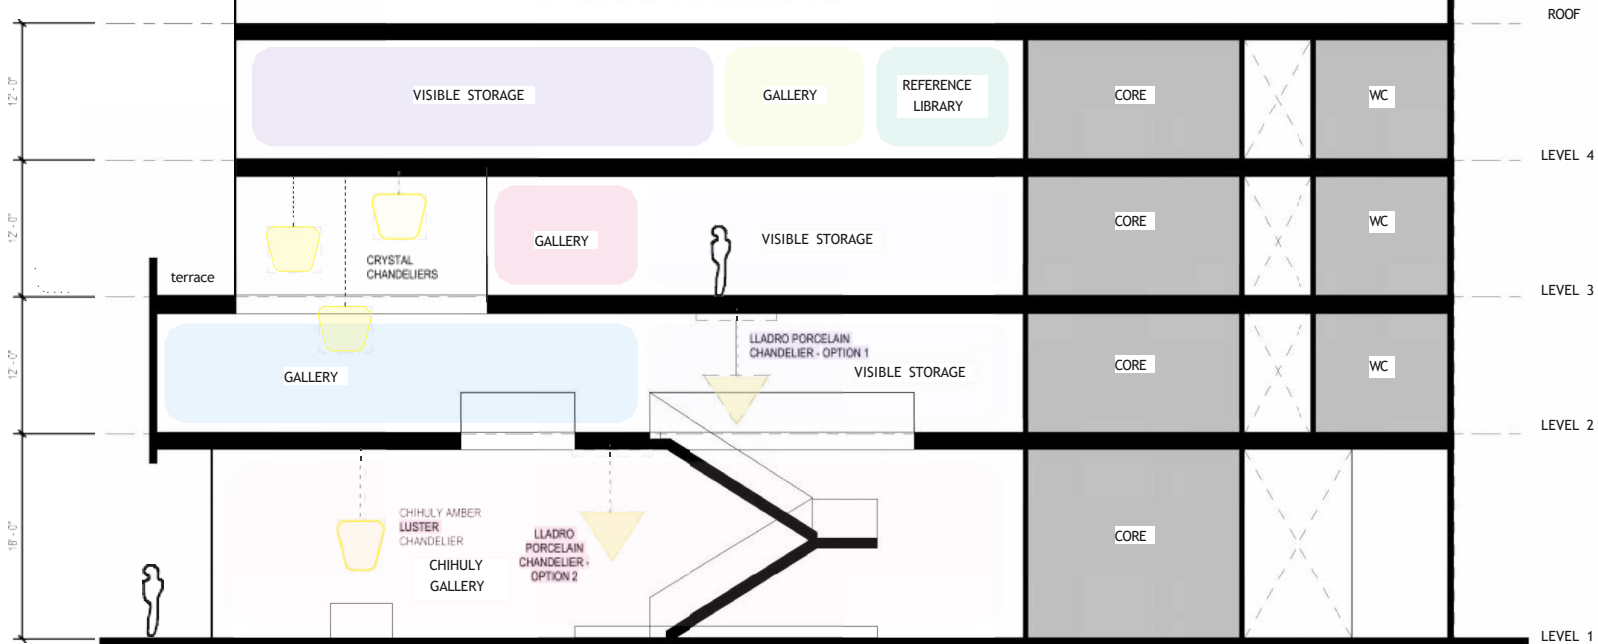 ROOF
12'-0"
VISIBLE STORAGE
GALLERY
REFERENCE
LIBRARY
CORE
WC
LEVEL 4
12'-0"
CRYSTAL
CHANDELIERS
GALLERY
VISIBLE STORAGE
CORE
WC
terrace
LEVEL 3
12'-0"
GALLERY
LLADRO PORCELAIN
CHANDELIER - OPTION 1
VISIBLE STORAGE
CORE
WC
LEVEL 2
18'-0"
CHIHULY AMBER
LUSTER
CHANDELIER
CHIHULY
GALLERY
LLADRO
PORCELAIN
CHANDELIER -
OPTION 2
CORE
LEVEL 1